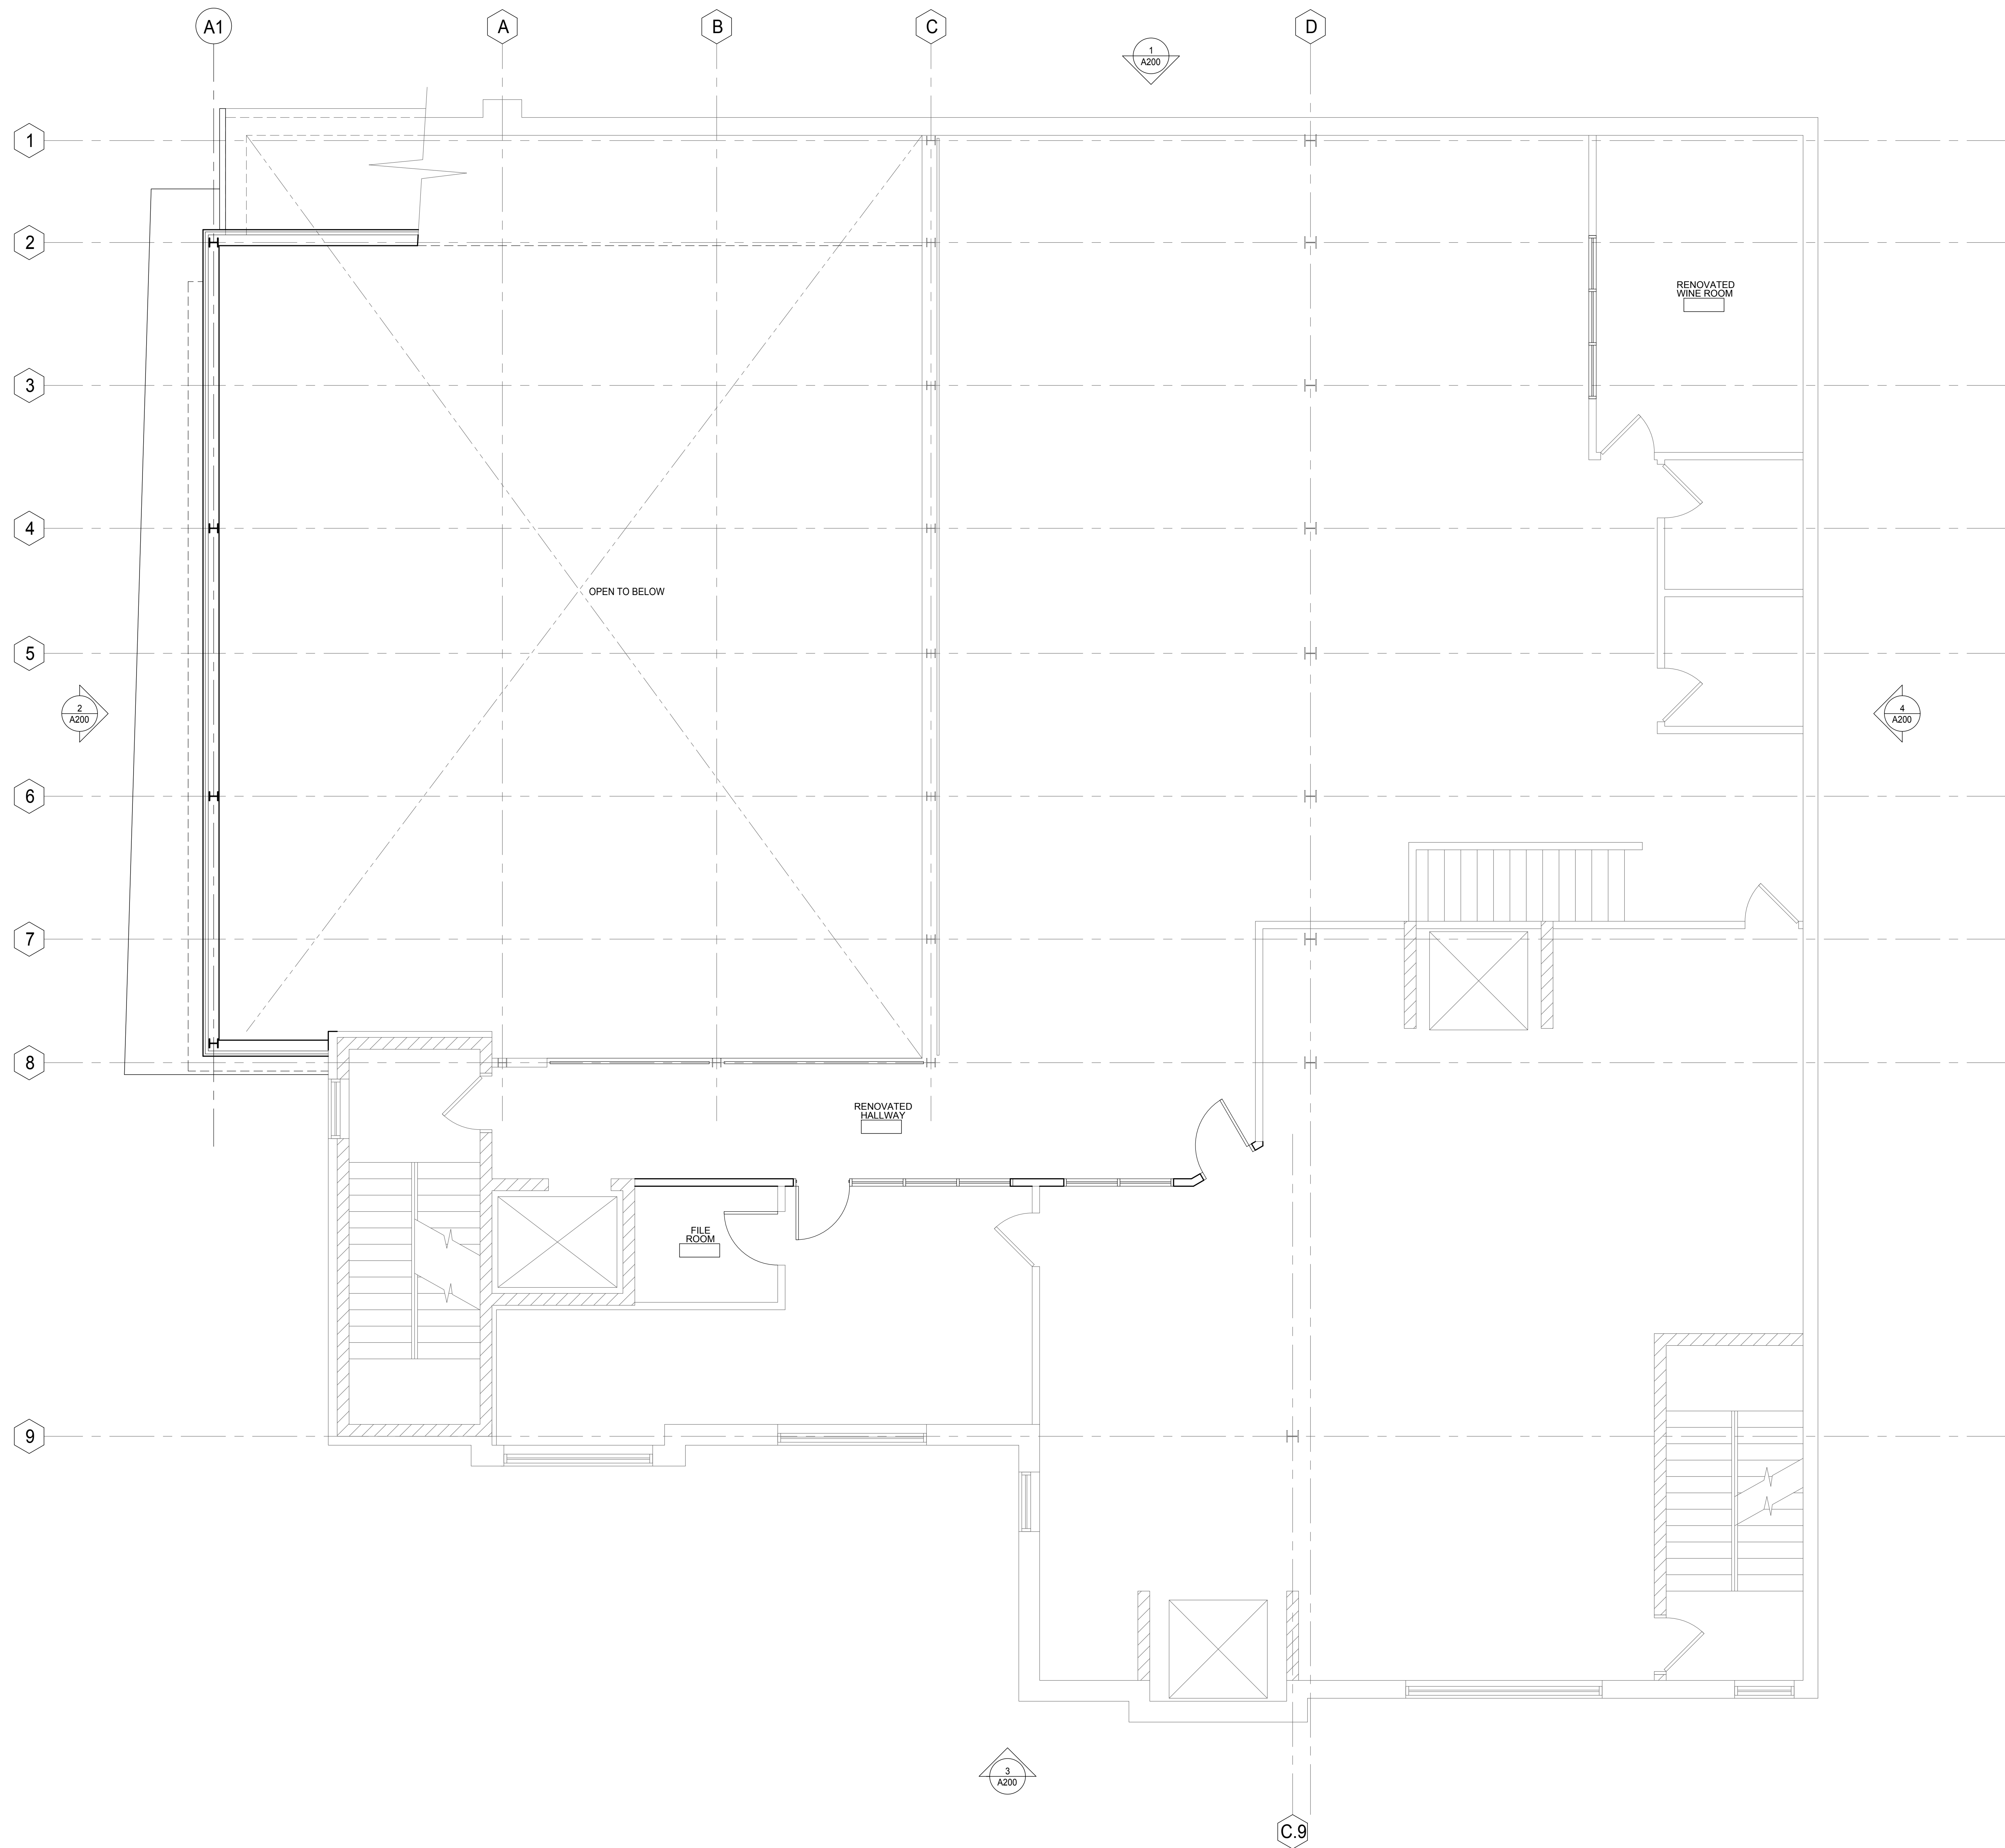 A1
A
B
C
D
1
A200
1
2
RENOVATED
WINE ROOM
3
4
OPEN TO BELOW
5
2
A200
4
A200
6
7
8
RENOVATED
HALLWAY
FILE
ROOM
9
3
A200
C.9